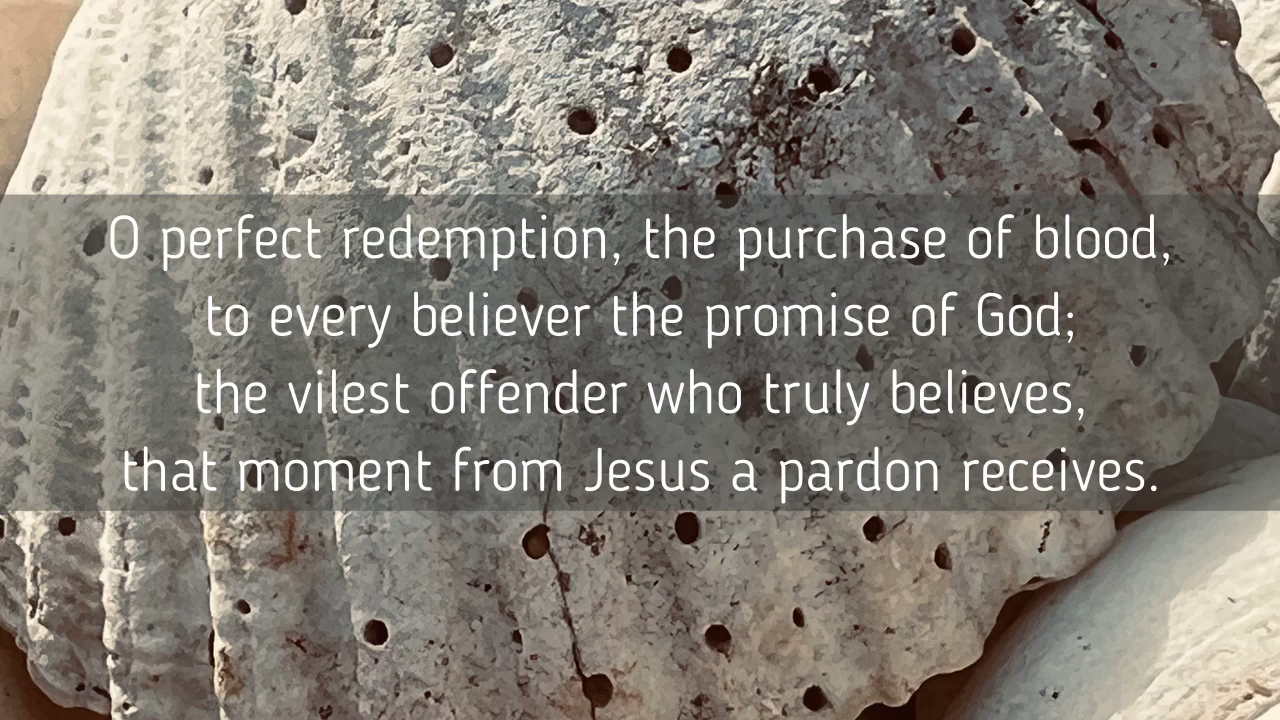 O perfect redemption, the purchase of blood,
to every believer the promise of God;
the vilest offender who truly believes,
that moment from Jesus a pardon receives.